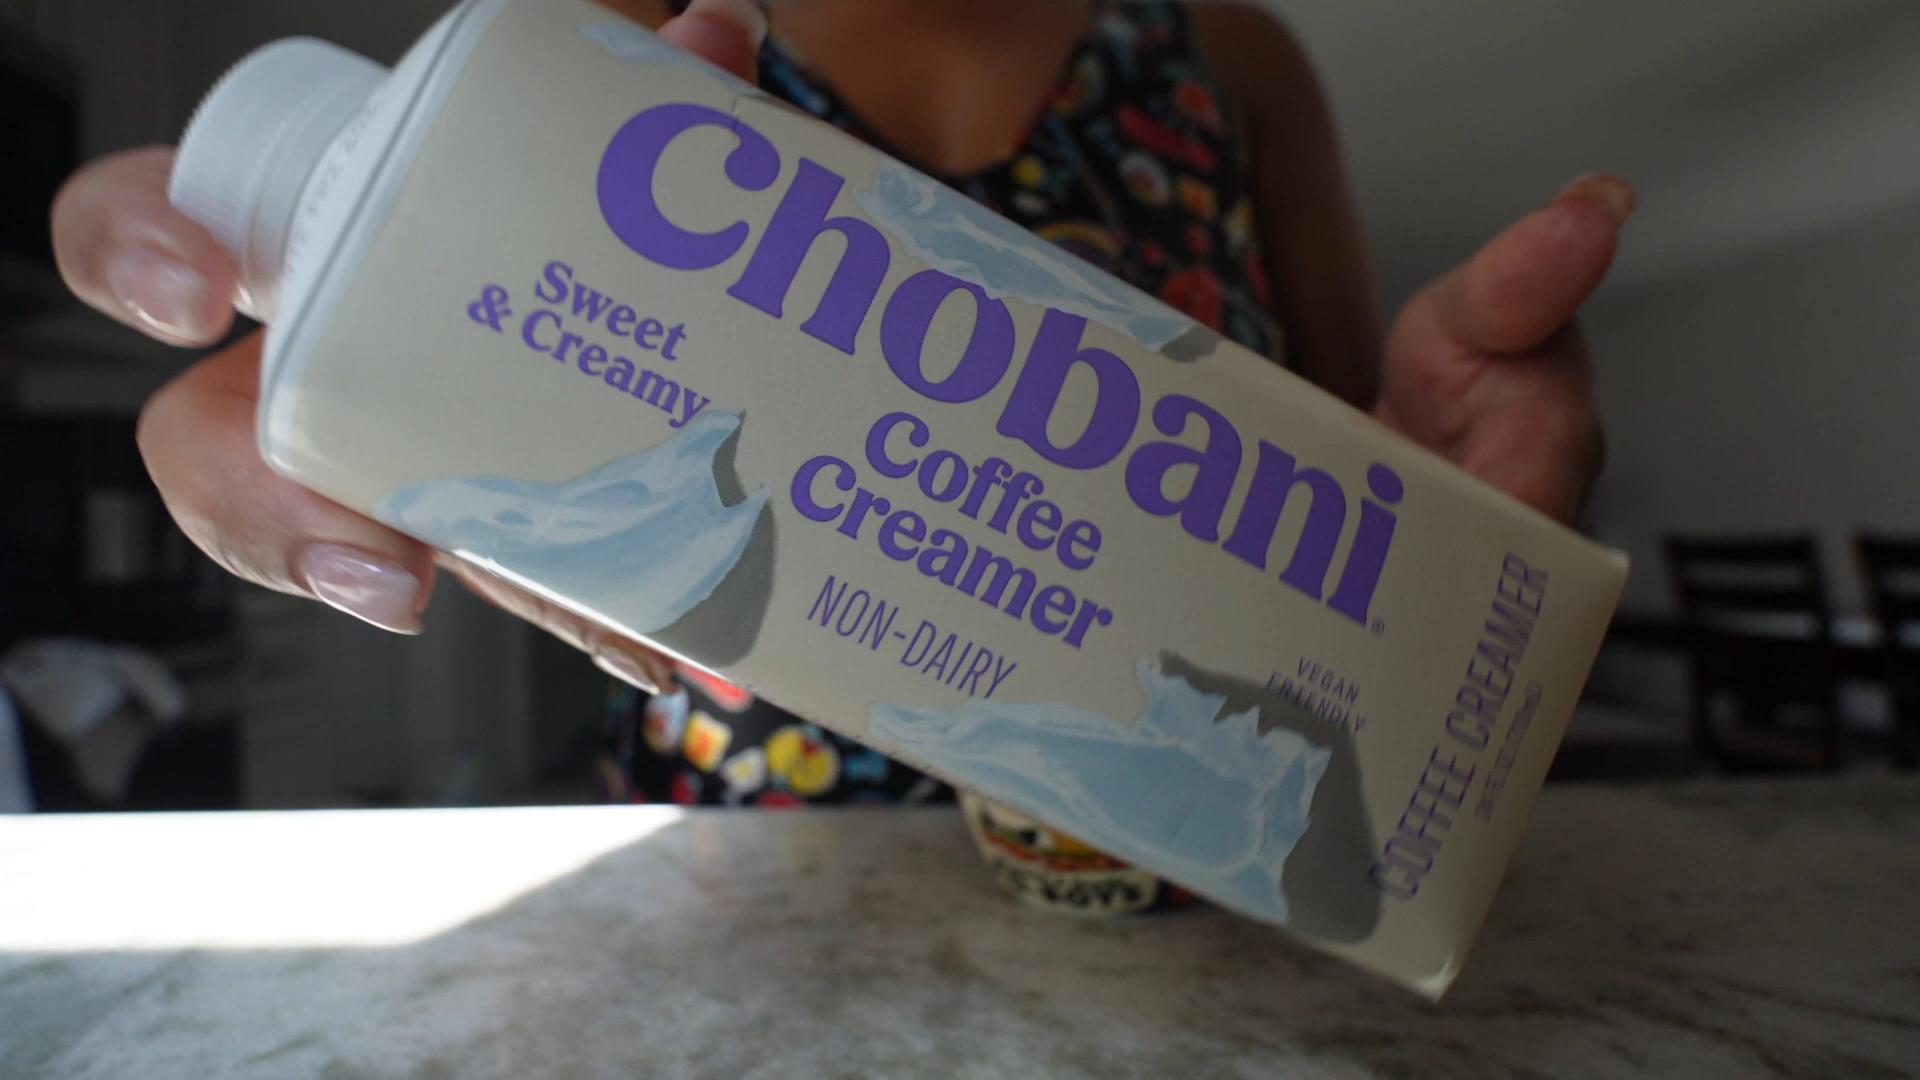 Chobani®
Sweet
& Creamy
Coffee
Creamer
NON-DAIRY
VEGAN
FRIENDLY
COFFEE CREAMER